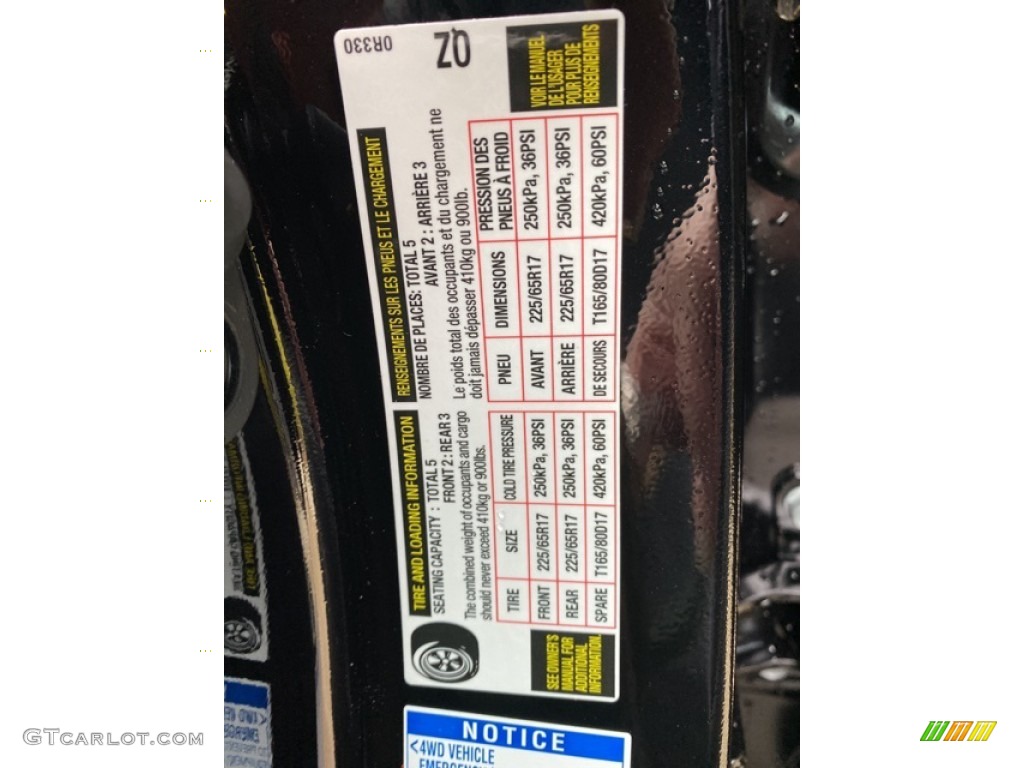 TIRE AND LOADING INFORMATION
SEATING CAPACITY : TOTAL 5
FRONT 2 : REAR 3
The combined weight of occupants and cargo
should never exceed 410kg or 900lbs.
TIRE SIZE COLD TIRE PRESSURE
FRONT 225/65R17 250kPa, 36PSI
REAR 225/65R17 250kPa, 36PSI
SPARE T165/80D17 420kPa, 60PSI
SEE OWNER'S
MANUAL FOR
ADDITIONAL
INFORMATION.
0R330
QZ
RENSEIGNEMENTS SUR LES PNEUS ET LE CHARGEMENT
NOMBRE DE PLACES: TOTAL 5
AVANT 2 : ARRIÈRE 3
Le poids total des occupants et du chargement ne
doit jamais dépasser 410kg ou 900lb.
PNEU DIMENSIONS PRESSION DES
PNEUS À FROID
AVANT 225/65R17 250kPa, 36PSI
ARRIÈRE 225/65R17 250kPa, 36PSI
DE SECOURS T165/80D17 420kPa, 60PSI
VOIR LE MANUEL
DE L'USAGER
POUR PLUS DE
RENSEIGNEMENTS
NOTICE
<4WD VEHICLE
GTCARLOT.COM